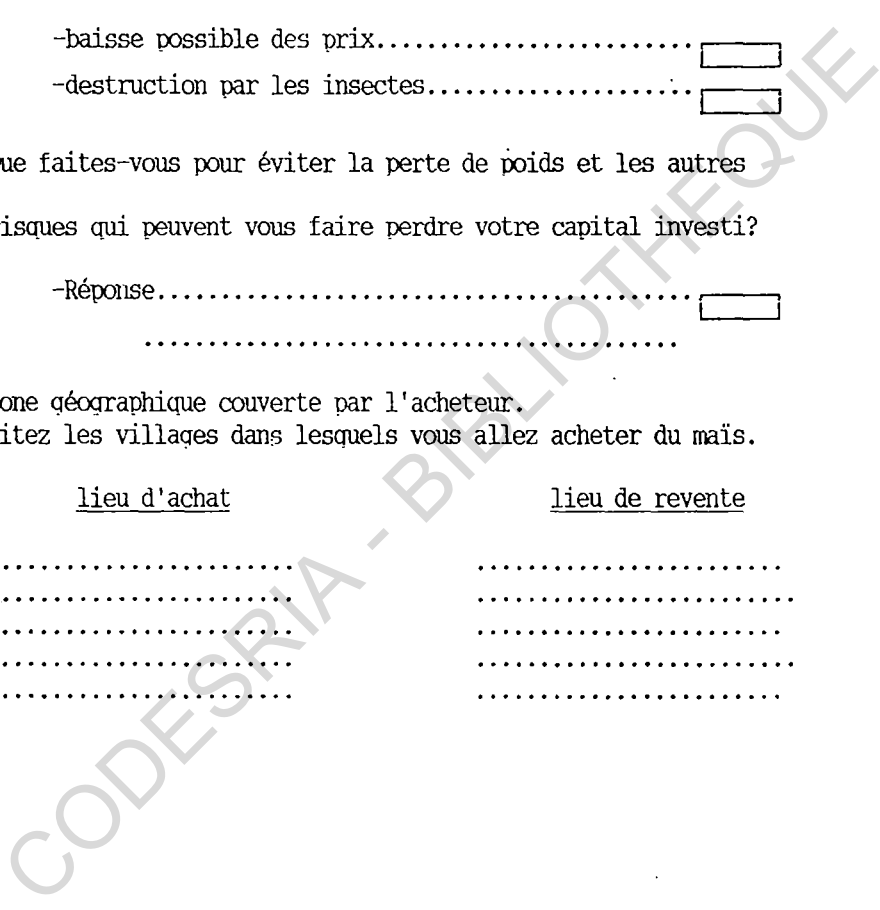 -baisse possible des prix.........................
-destruction par les insectes.....................
ue faites-vous pour éviter la perte de poids et les autres
isques qui peuvent vous faire perdre votre capital investi?
-Réponse..........................................
..........................................
one géographique couverte par l'acheteur.
itez les villages dans lesquels vous allez acheter du maïs.
lieu d'achat lieu de revente
....................... ........................
....................... .........................
....................... ........................
....................... .........................
....................... ........................
CODESRIA - BIBLIOTHEQUE